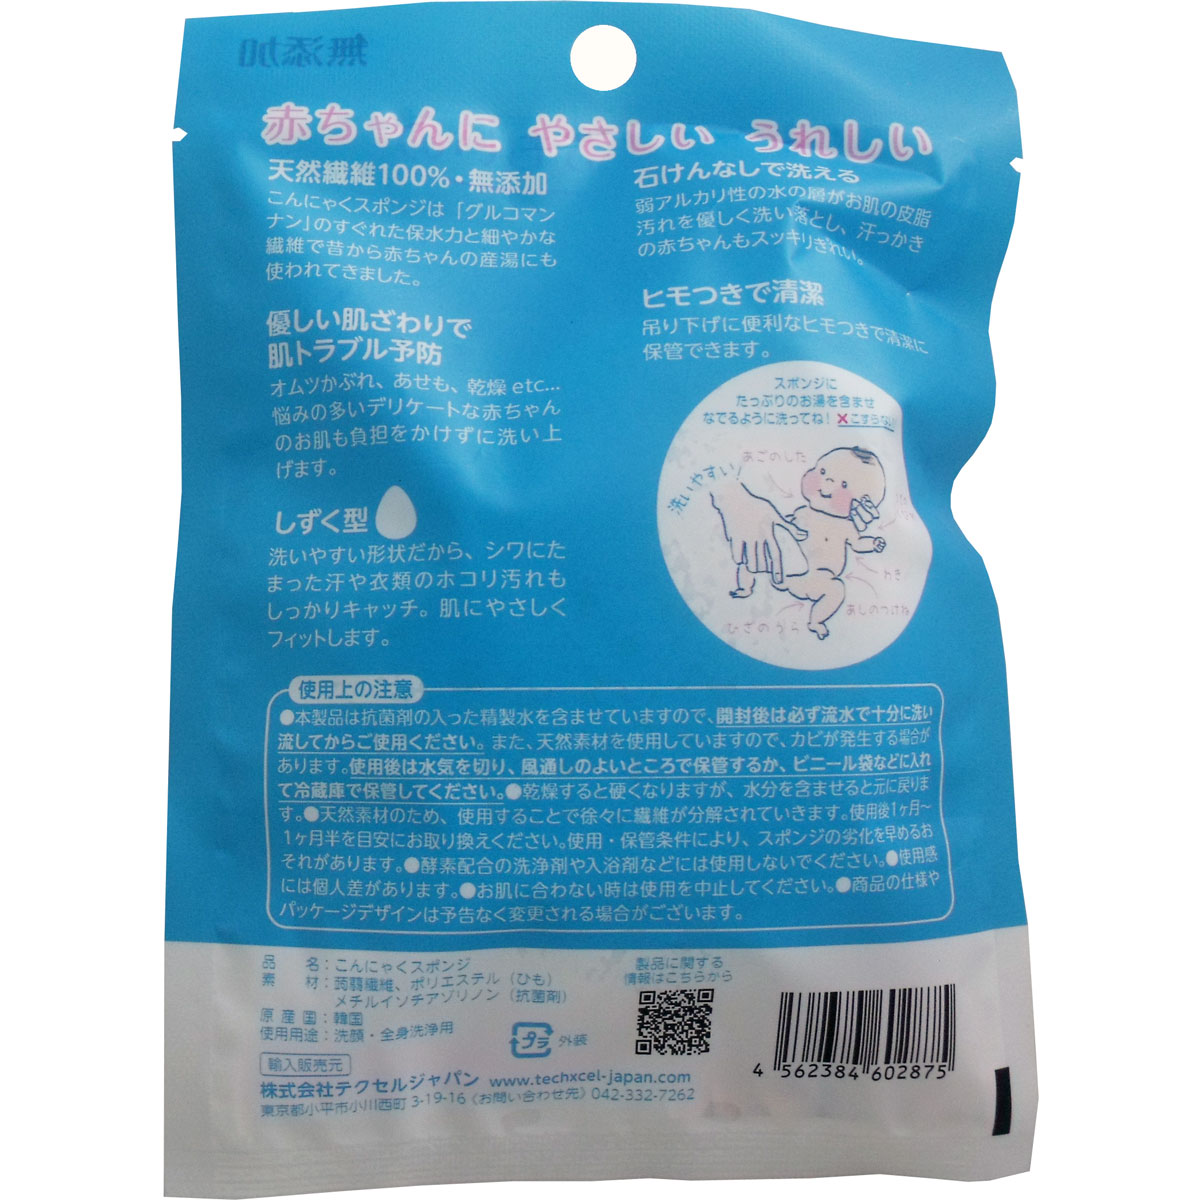 無添加
赤ちゃんに やさしい うれしい
天然繊維100%・無添加
こんにゃくスポンジは「グルコマン
ナン」のすぐれた保水力と細やかな
繊維で昔から赤ちゃんの産湯にも
使われてきました。
優しい肌ざわりで
肌トラブル予防
オムツかぶれ、あせも、乾燥 etc...
悩みの多いデリケートな赤ちゃん
のお肌も負担をかけずに洗い上
げます。
しずく型
洗いやすい形状だから、シワにた
まった汗や衣類のホコリ汚れも
しっかりキャッチ。肌にやさしく
フィットします。
石けんなしで洗える
弱アルカリ性の水の層がお肌の皮脂
汚れを優しく洗い落とし、汗っかき
の赤ちゃんもスッキリきれい。
ヒモつきで清潔
吊り下げに便利なヒモつきで清潔に
保管できます。
スポンジに
たっぷりのお湯を含ませ
なでるように洗ってね! ×こすらない
あごのした
洗いやすい
わき
あしのつけね
ひざのうら
使用上の注意
●本製品は抗菌剤の入った精製水を含ませていますので、開封後は必ず流水で十分に洗い
流してからご使用ください。また、天然素材を使用していますので、カビが発生する場合が
あります。使用後は水気を切り、風通しのよいところで保管するか、ビニール袋などに入れ
て冷蔵庫で保管してください。●乾燥すると硬くなりますが、水分を含ませると元に戻りま
す。●天然素材のため、使用することで徐々に繊維が分解されていきます。使用後1ヶ月〜
1ヶ月半を目安にお取り換えください。使用・保管条件により、スポンジの劣化を早めるお
それがあります。●酵素配合の洗浄剤や入浴剤などには使用しないでください。●使用感
には個人差があります。●お肌に合わない時は使用を中止してください。●商品の仕様や
パッケージデザインは予告なく変更される場合がございます。
品 名：こんにゃくスポンジ
素 材：蒟蒻繊維、ポリエステル（ひも）
メチルイソチアゾリノン（抗菌剤）
原 産 国：韓国
使用用途：洗顔・全身洗浄用
プラ 外装
製品に関する
情報はこちらから
輸入販売元
株式会社テクセルジャパン www.techxcel-japan.com
東京都小平市小川西町 3-19-16《お問い合わせ先》042-332-7262
4 562384 602875